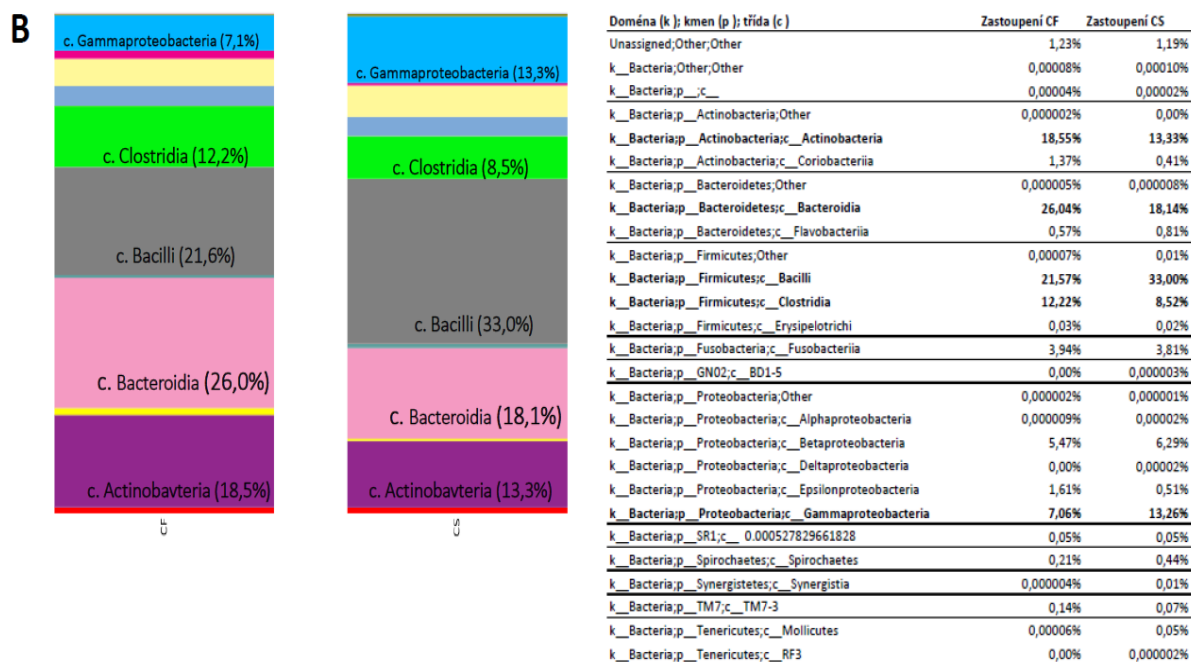 B
c. Gammaproteobacteria (7,1%)
c. Clostridia (12,2%)
c. Bacilli (21,6%)
c. Bacteroidia (26,0%)
c. Actinobavteria (18,5%)
CF
c. Gammaproteobacteria (13,3%)
c. Clostridia (8,5%)
c. Bacilli (33,0%)
c. Bacteroidia (18,1%)
c. Actinobavteria (13,3%)
CS
Doména (k ); kmen (p ); třída (c ) Zastoupení CF Zastoupení CS
Unassigned;Other;Other 1,23% 1,19%
k__Bacteria;Other;Other 0,00008% 0,00010%
k__Bacteria;p__;c__ 0,00004% 0,00002%
k__Bacteria;p__Actinobacteria;Other 0,000002% 0,00%
k__Bacteria;p__Actinobacteria;c__Actinobacteria 18,55% 13,33%
k__Bacteria;p__Actinobacteria;c__Coriobacteriia 1,37% 0,41%
k__Bacteria;p__Bacteroidetes;Other 0,000005% 0,000008%
k__Bacteria;p__Bacteroidetes;c__Bacteroidia 26,04% 18,14%
k__Bacteria;p__Bacteroidetes;c__Flavobacteriia 0,57% 0,81%
k__Bacteria;p__Firmicutes;Other 0,00007% 0,01%
k__Bacteria;p__Firmicutes;c__Bacilli 21,57% 33,00%
k__Bacteria;p__Firmicutes;c__Clostridia 12,22% 8,52%
k__Bacteria;p__Firmicutes;c__Erysipelotrichi 0,03% 0,02%
k__Bacteria;p__Fusobacteria;c__Fusobacteriia 3,94% 3,81%
k__Bacteria;p__GN02;c__BD1-5 0,00% 0,000003%
k__Bacteria;p__Proteobacteria;Other 0,000002% 0,000001%
k__Bacteria;p__Proteobacteria;c__Alphaproteobacteria 0,000009% 0,00002%
k__Bacteria;p__Proteobacteria;c__Betaproteobacteria 5,47% 6,29%
k__Bacteria;p__Proteobacteria;c__Deltaproteobacteria 0,00% 0,00002%
k__Bacteria;p__Proteobacteria;c__Epsilonproteobacteria 1,61% 0,51%
k__Bacteria;p__Proteobacteria;c__Gammaproteobacteria 7,06% 13,26%
k__Bacteria;p__SR1;c__ 0.000527829661828 0,05% 0,05%
k__Bacteria;p__Spirochaetes;c__Spirochaetes 0,21% 0,44%
k__Bacteria;p__Synergistetes;c__Synergistia 0,000004% 0,01%
k__Bacteria;p__TM7;c__TM7-3 0,14% 0,07%
k__Bacteria;p__Tenericutes;c__Mollicutes 0,00006% 0,05%
k__Bacteria;p__Tenericutes;c__RF3 0,00% 0,000002%